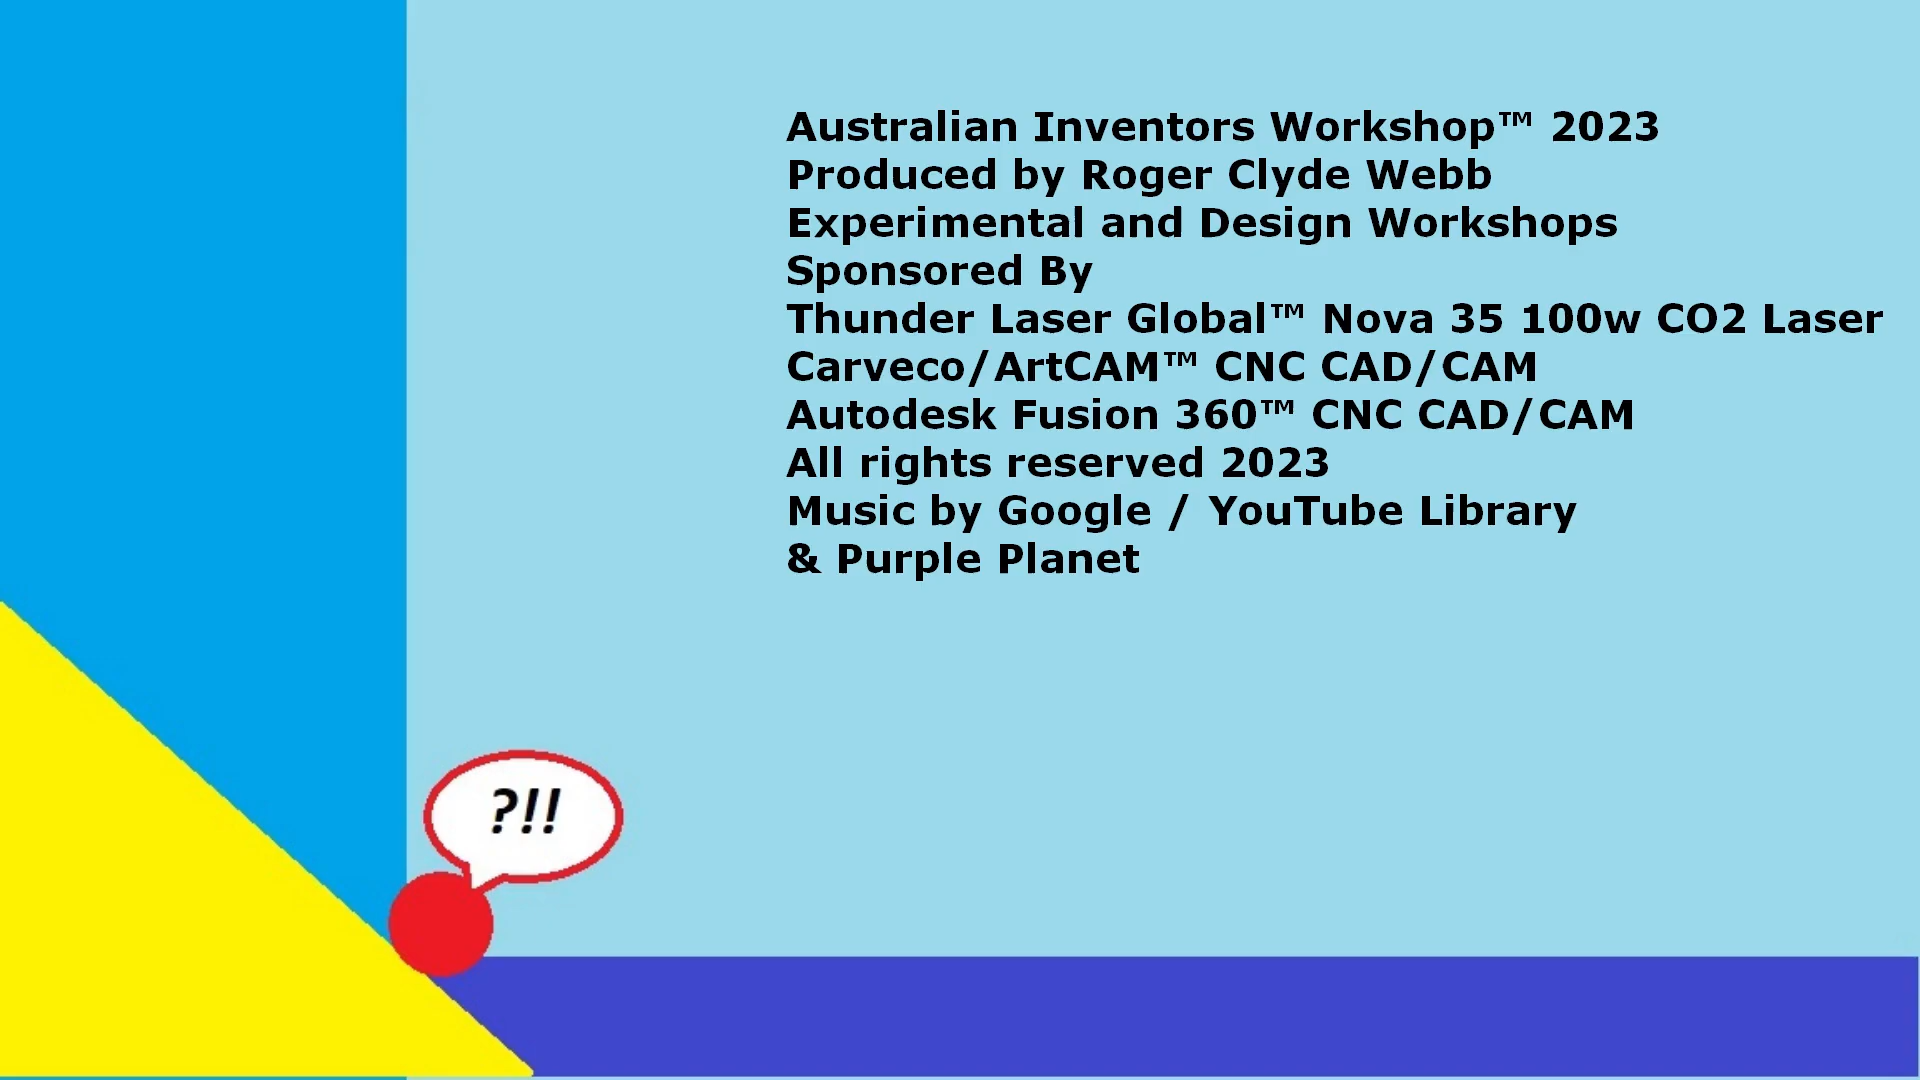 Australian Inventors Workshop™ 2023
Produced by Roger Clyde Webb
Experimental and Design Workshops
Sponsored By
Thunder Laser Global™ Nova 35 100w CO2 Laser
Carveco/ArtCAM™ CNC CAD/CAM
Autodesk Fusion 360™ CNC CAD/CAM
All rights reserved 2023
Music by Google / YouTube Library
& Purple Planet
?!!